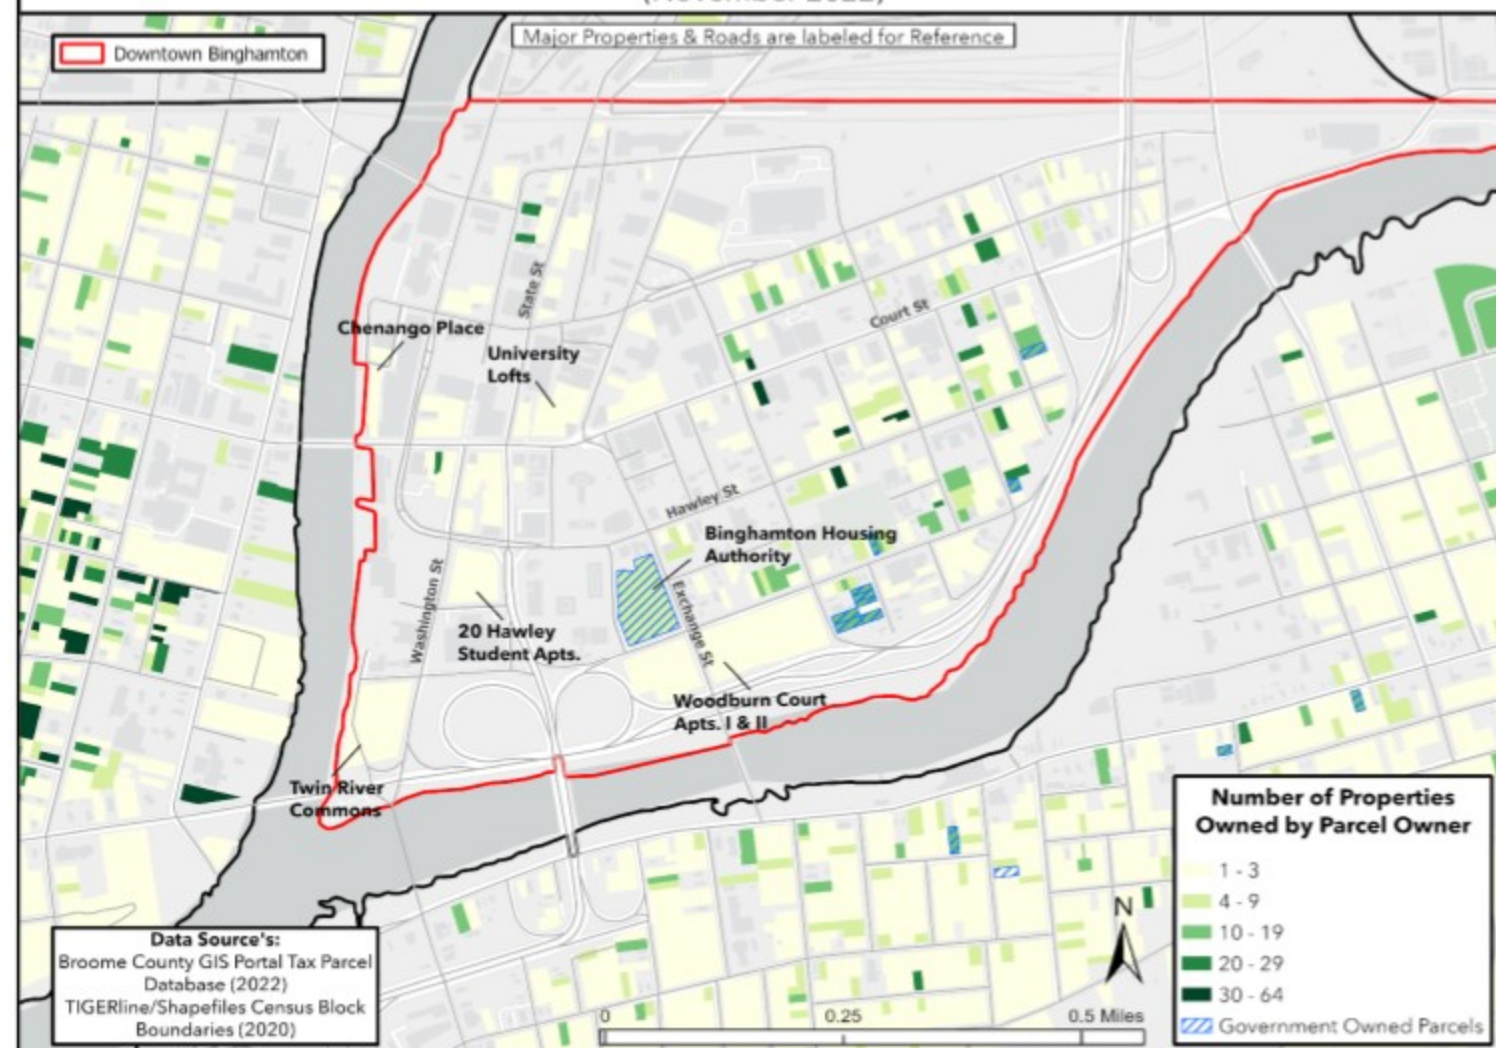 (November 2022)
Downtown Binghamton
Major Properties & Roads are labeled for Reference
State St
Chenango Place
University
Lofts
Court St
Hawley St
Binghamton Housing
Authority
Washington St
Exchange St
20 Hawley
Student Apts.
Woodburn Court
Apts. I & II
Twin River
Commons
Number of Properties
Owned by Parcel Owner
1 - 3
4 - 9
10 - 19
20 - 29
30 - 64
Government Owned Parcels
N
0 0.25 0.5 Miles
Data Source's:
Broome County GIS Portal Tax Parcel
Database (2022)
TIGERline/Shapefiles Census Block
Boundaries (2020)